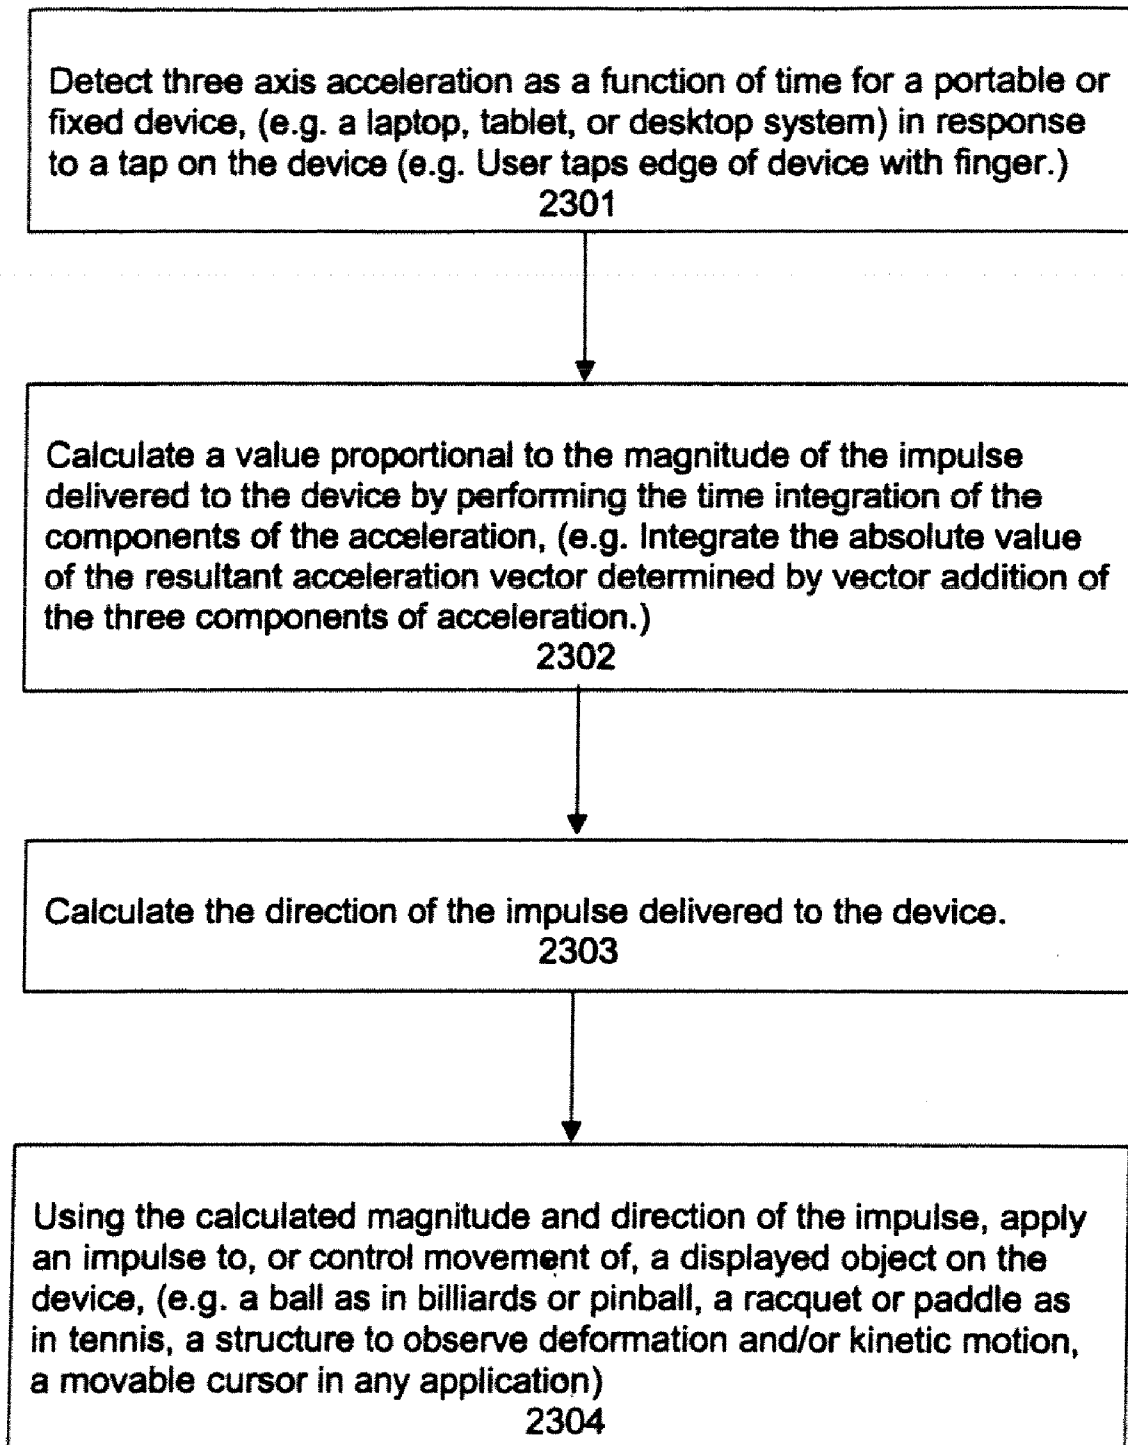 Detect three axis acceleration as a function of time for a portable or
fixed device, (e.g. a laptop, tablet, or desktop system) in response
to a tap on the device (e.g. User taps edge of device with finger.)
2301
Calculate a value proportional to the magnitude of the impulse
delivered to the device by performing the time integration of the
components of the acceleration, (e.g. Integrate the absolute value
of the resultant acceleration vector determined by vector addition of
the three components of acceleration.)
2302
Calculate the direction of the impulse delivered to the device.
2303
Using the calculated magnitude and direction of the impulse, apply
an impulse to, or control movement of, a displayed object on the
device, (e.g. a ball as in billiards or pinball, a racquet or paddle as
in tennis, a structure to observe deformation and/or kinetic motion,
a movable cursor in any application)
2304